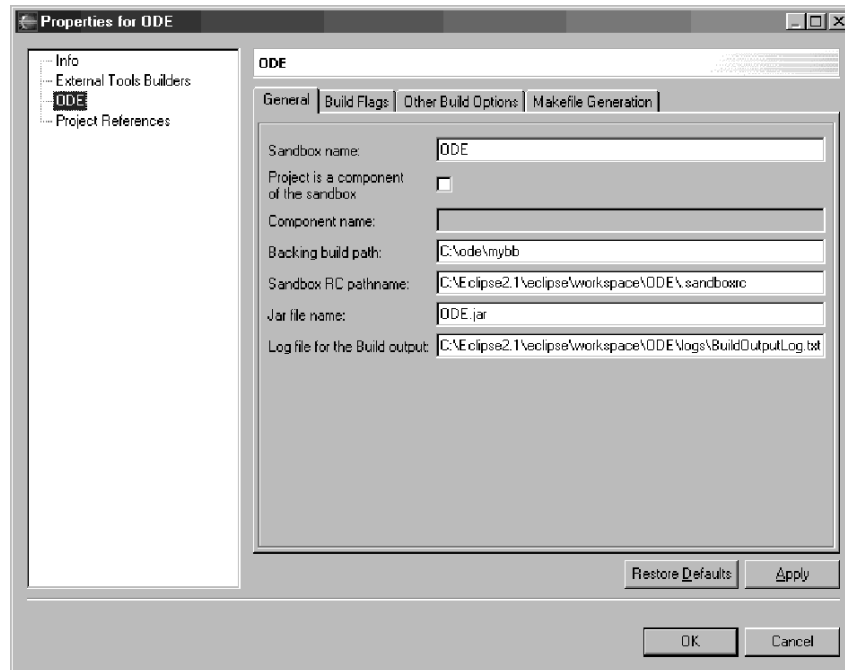 Properties for ODE
Info
External Tools Builders
ODE
Project References
ODE
General
Build Flags
Other Build Options
Makefile Generation
Sandbox name:
ODE
Project is a component
of the sandbox
Component name:
Backing build path:
C:\ode\mybb
Sandbox RC pathname:
C:\Eclipse2.1\eclipse\workspace\ODE\.sandboxrc
Jar file name:
ODE.jar
Log file for the Build output:
C:\Eclipse2.1\eclipse\workspace\ODE\logs\BuildOutputLog.txt
Restore Defaults
Apply
OK
Cancel